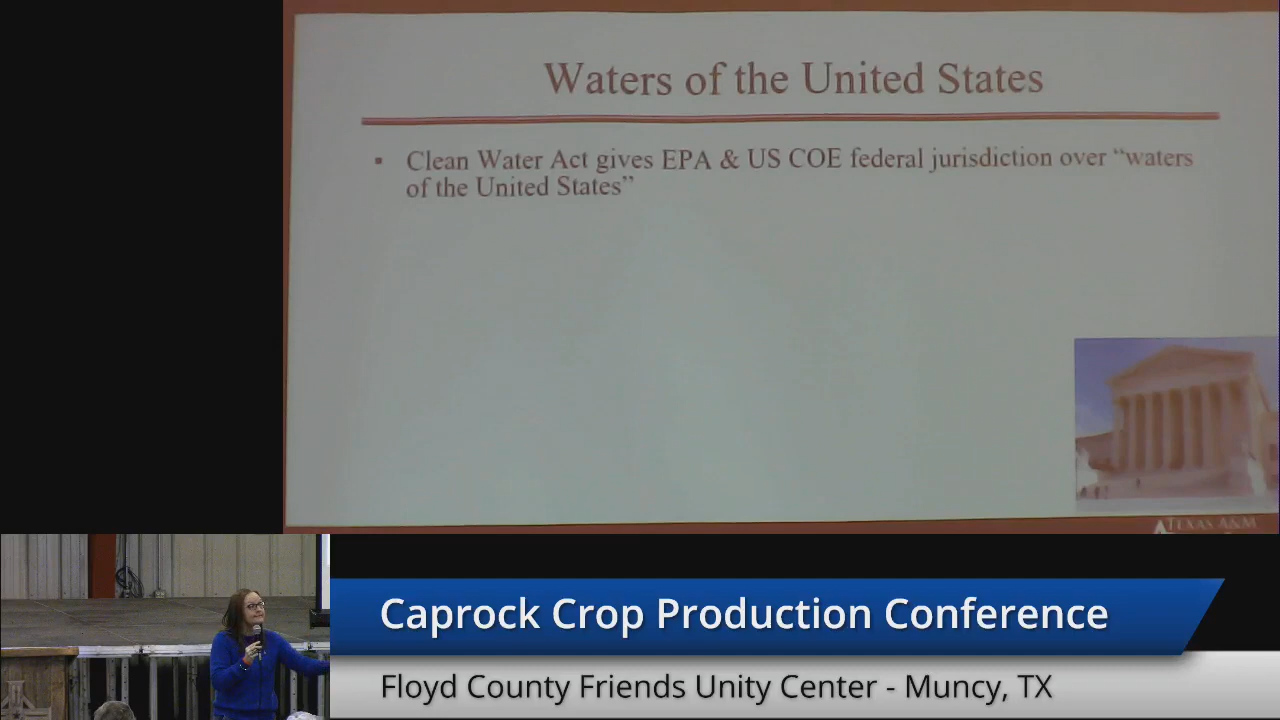 Waters of the United States
▪ Clean Water Act gives EPA & US COE federal jurisdiction over “waters
of the United States”
TEXAS A&M
Caprock Crop Production Conference
Floyd County Friends Unity Center - Muncy, TX